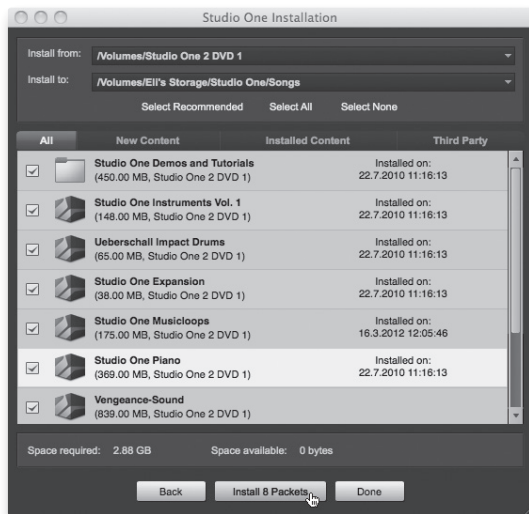 Studio One Installation
Install from: /Volumes/Studio One 2 DVD 1
Install to: /Volumes/Eli's Storage/Studio One/Songs
Select Recommended Select All Select None
All New Content Installed Content Third Party
Studio One Demos and Tutorials Installed on:
(450.00 MB, Studio One 2 DVD 1) 22.7.2010 11:16:13
Studio One Instruments Vol. 1 Installed on:
(148.00 MB, Studio One 2 DVD 1) 22.7.2010 11:16:13
Ueberschall Impact Drums Installed on:
(65.00 MB, Studio One 2 DVD 1) 22.7.2010 11:16:13
Studio One Expansion Installed on:
(38.00 MB, Studio One 2 DVD 1) 22.7.2010 11:16:13
Studio One Musicloops Installed on:
(175.00 MB, Studio One 2 DVD 1) 16.3.2012 12:05:46
Studio One Piano Installed on:
(369.00 MB, Studio One 2 DVD 1) 22.7.2010 11:16:13
Vengeance-Sound
(839.00 MB, Studio One 2 DVD 1)
Space required: 2.88 GB Space available: 0 bytes
Back Install 8 Packets Done